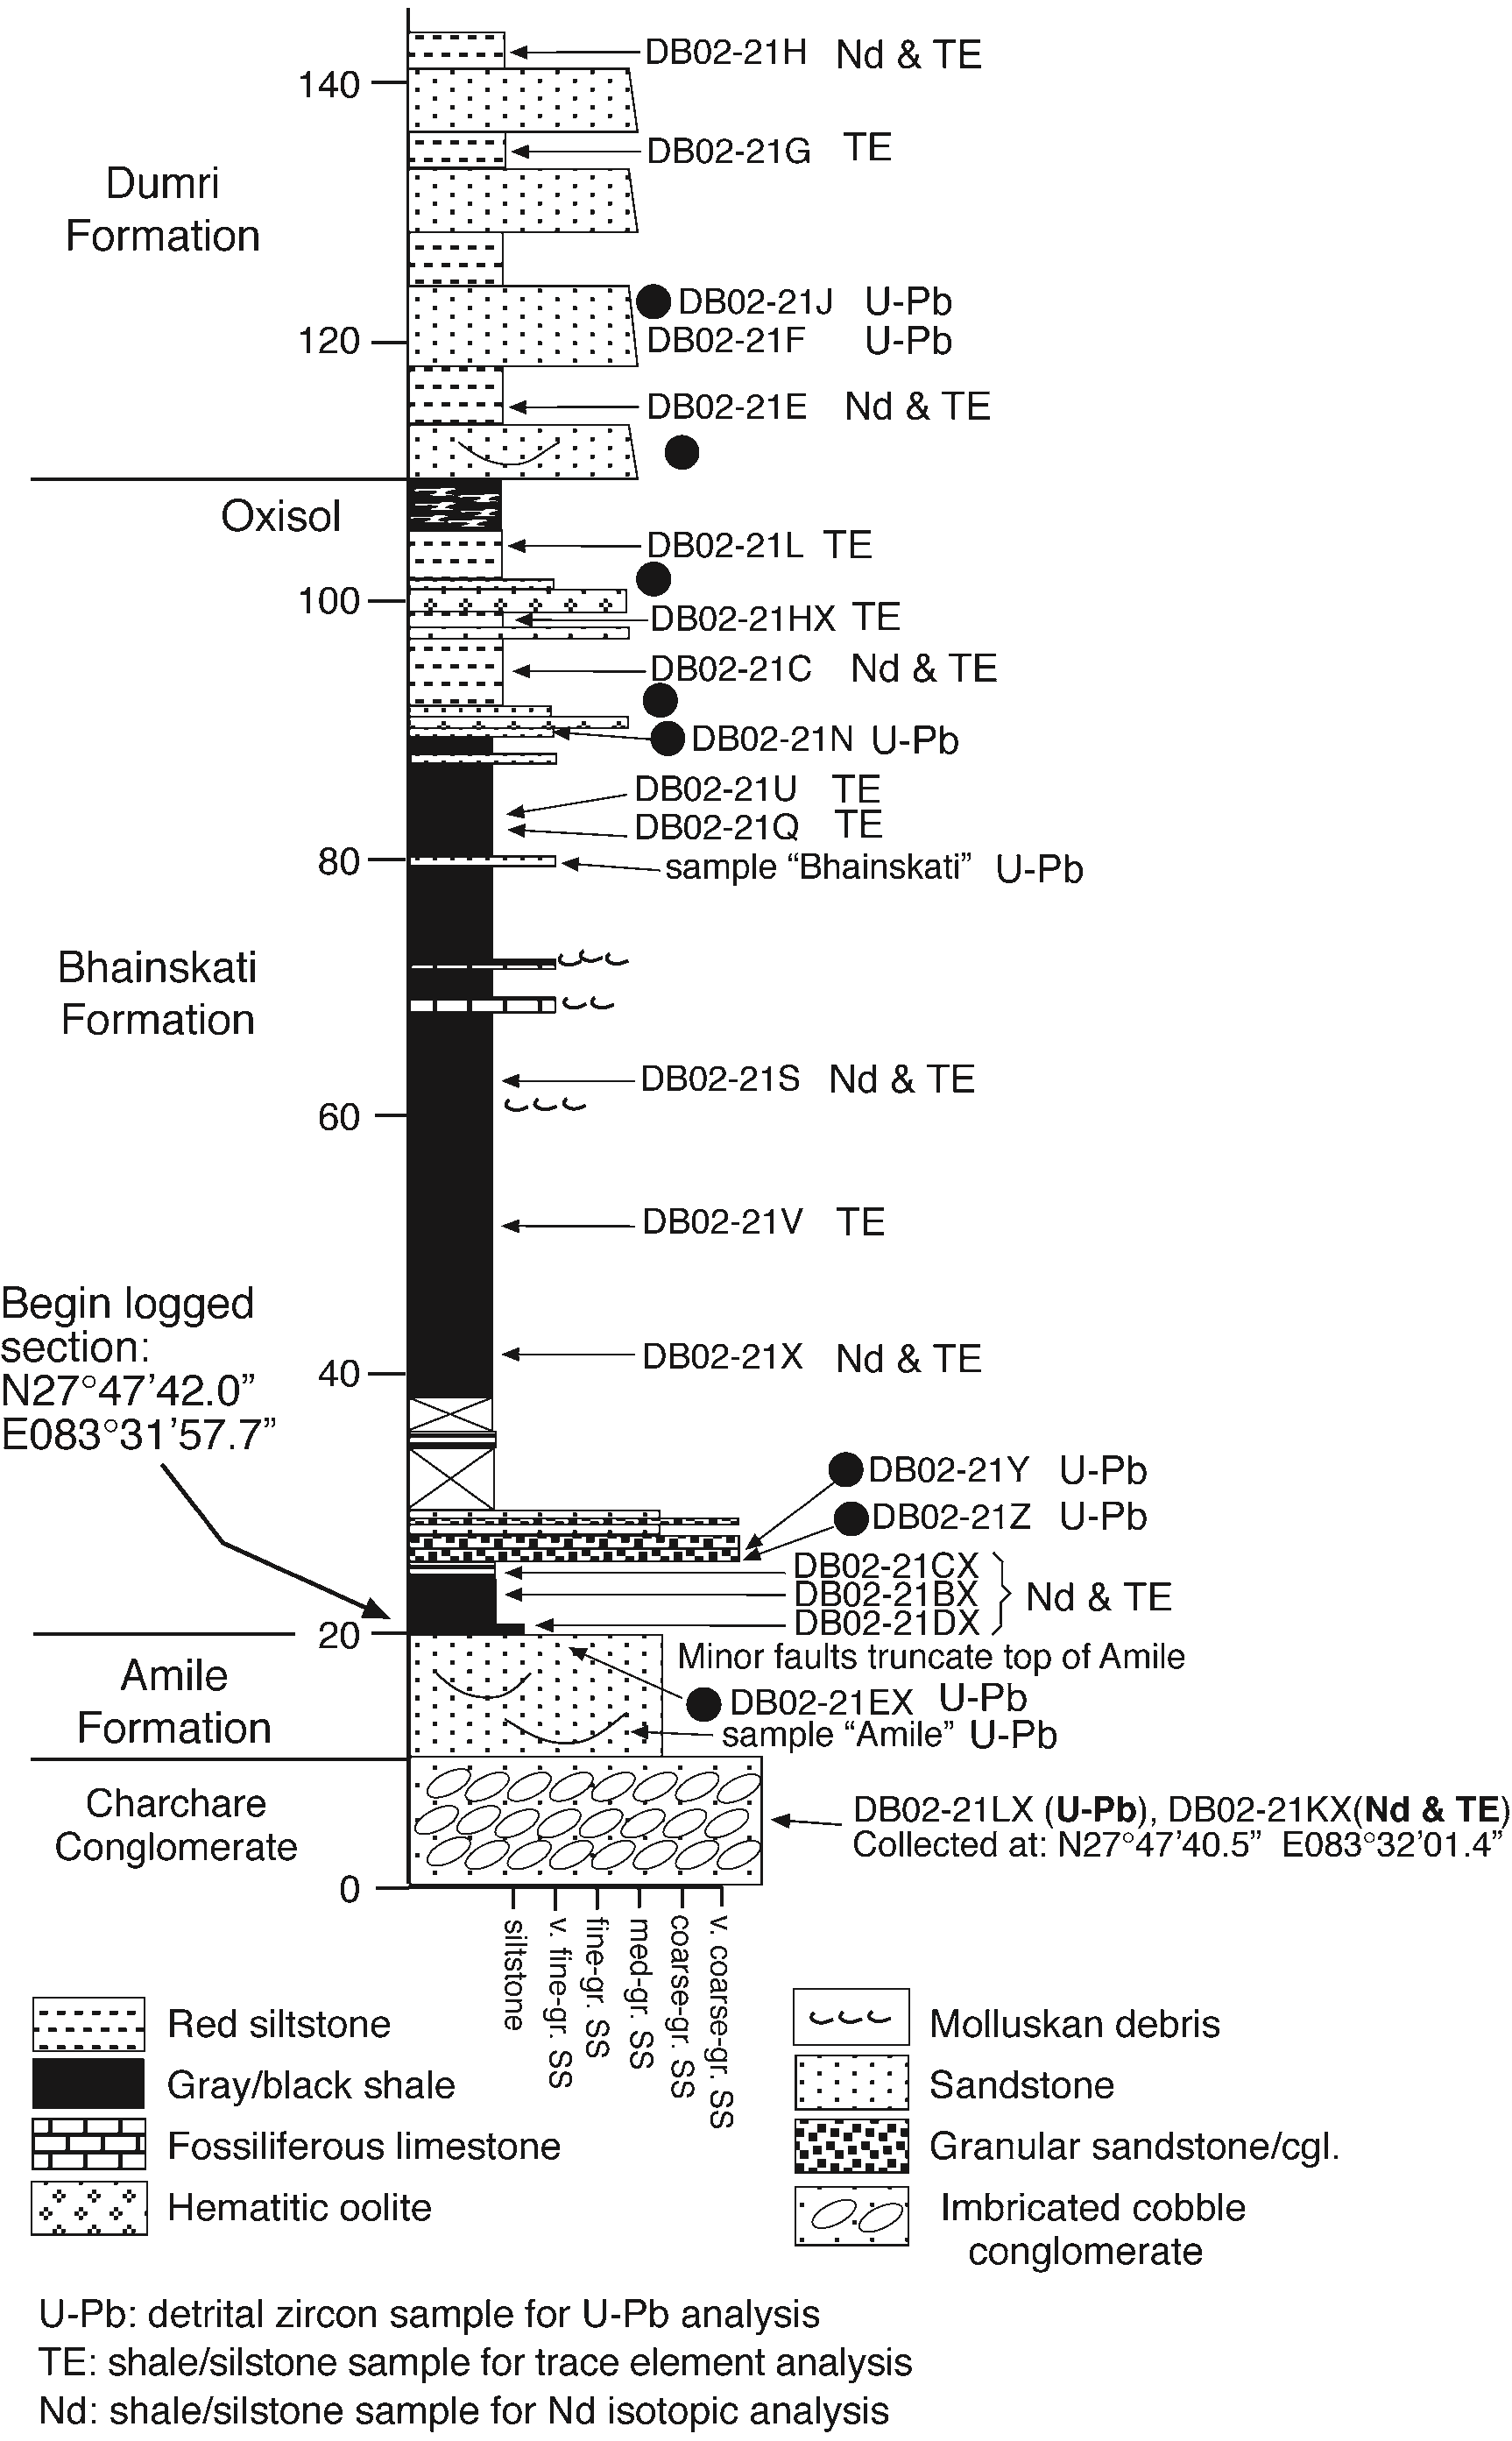 DB02-21H Nd & TE
140
DB02-21G TE
Dumri
Formation
DB02-21J U-Pb
120
DB02-21F U-Pb
DB02-21E Nd & TE
Oxisol
DB02-21L TE
100
DB02-21HX TE
DB02-21C Nd & TE
DB02-21N U-Pb
DB02-21U TE
DB02-21Q TE
80
sample “Bhainskati” U-Pb
Bhainskati
Formation
DB02-21S Nd & TE
60
DB02-21V TE
Begin logged
section:
N27°47’42.0”
E083°31’57.7”
DB02-21X Nd & TE
40
DB02-21Y U-Pb
DB02-21Z U-Pb
DB02-21CX
DB02-21BX
DB02-21DX
Nd & TE
20
Minor faults truncate top of Amile
Amile
Formation
DB02-21EX U-Pb
sample “Amile” U-Pb
Charchare
Conglomerate
DB02-21LX (U-Pb), DB02-21KX(Nd & TE)
Collected at: N27°47’40.5” E083°32’01.4”
0
siltstone
v. fine-gr. SS
fine-gr. SS
med-gr. SS
coarse-gr. SS
v. coarse-gr. SS
Red siltstone
Gray/black shale
Fossiliferous limestone
Hematitic oolite
Molluskan debris
Sandstone
Granular sandstone/cgl.
Imbricated cobble
conglomerate
U-Pb: detrital zircon sample for U-Pb analysis
TE: shale/silstone sample for trace element analysis
Nd: shale/silstone sample for Nd isotopic analysis